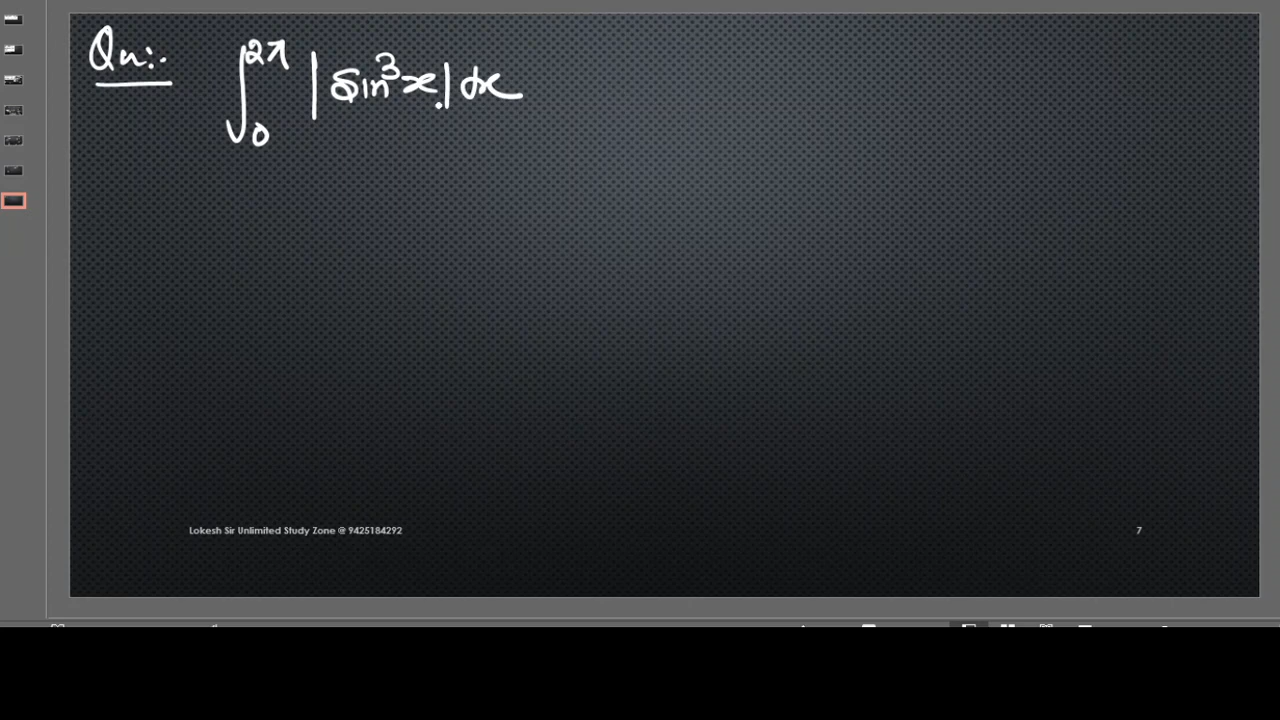 Qn:. ∫₀^2π |sin³x| dx
Lokesh Sir Unlimited Study Zone @ 9425184292
7